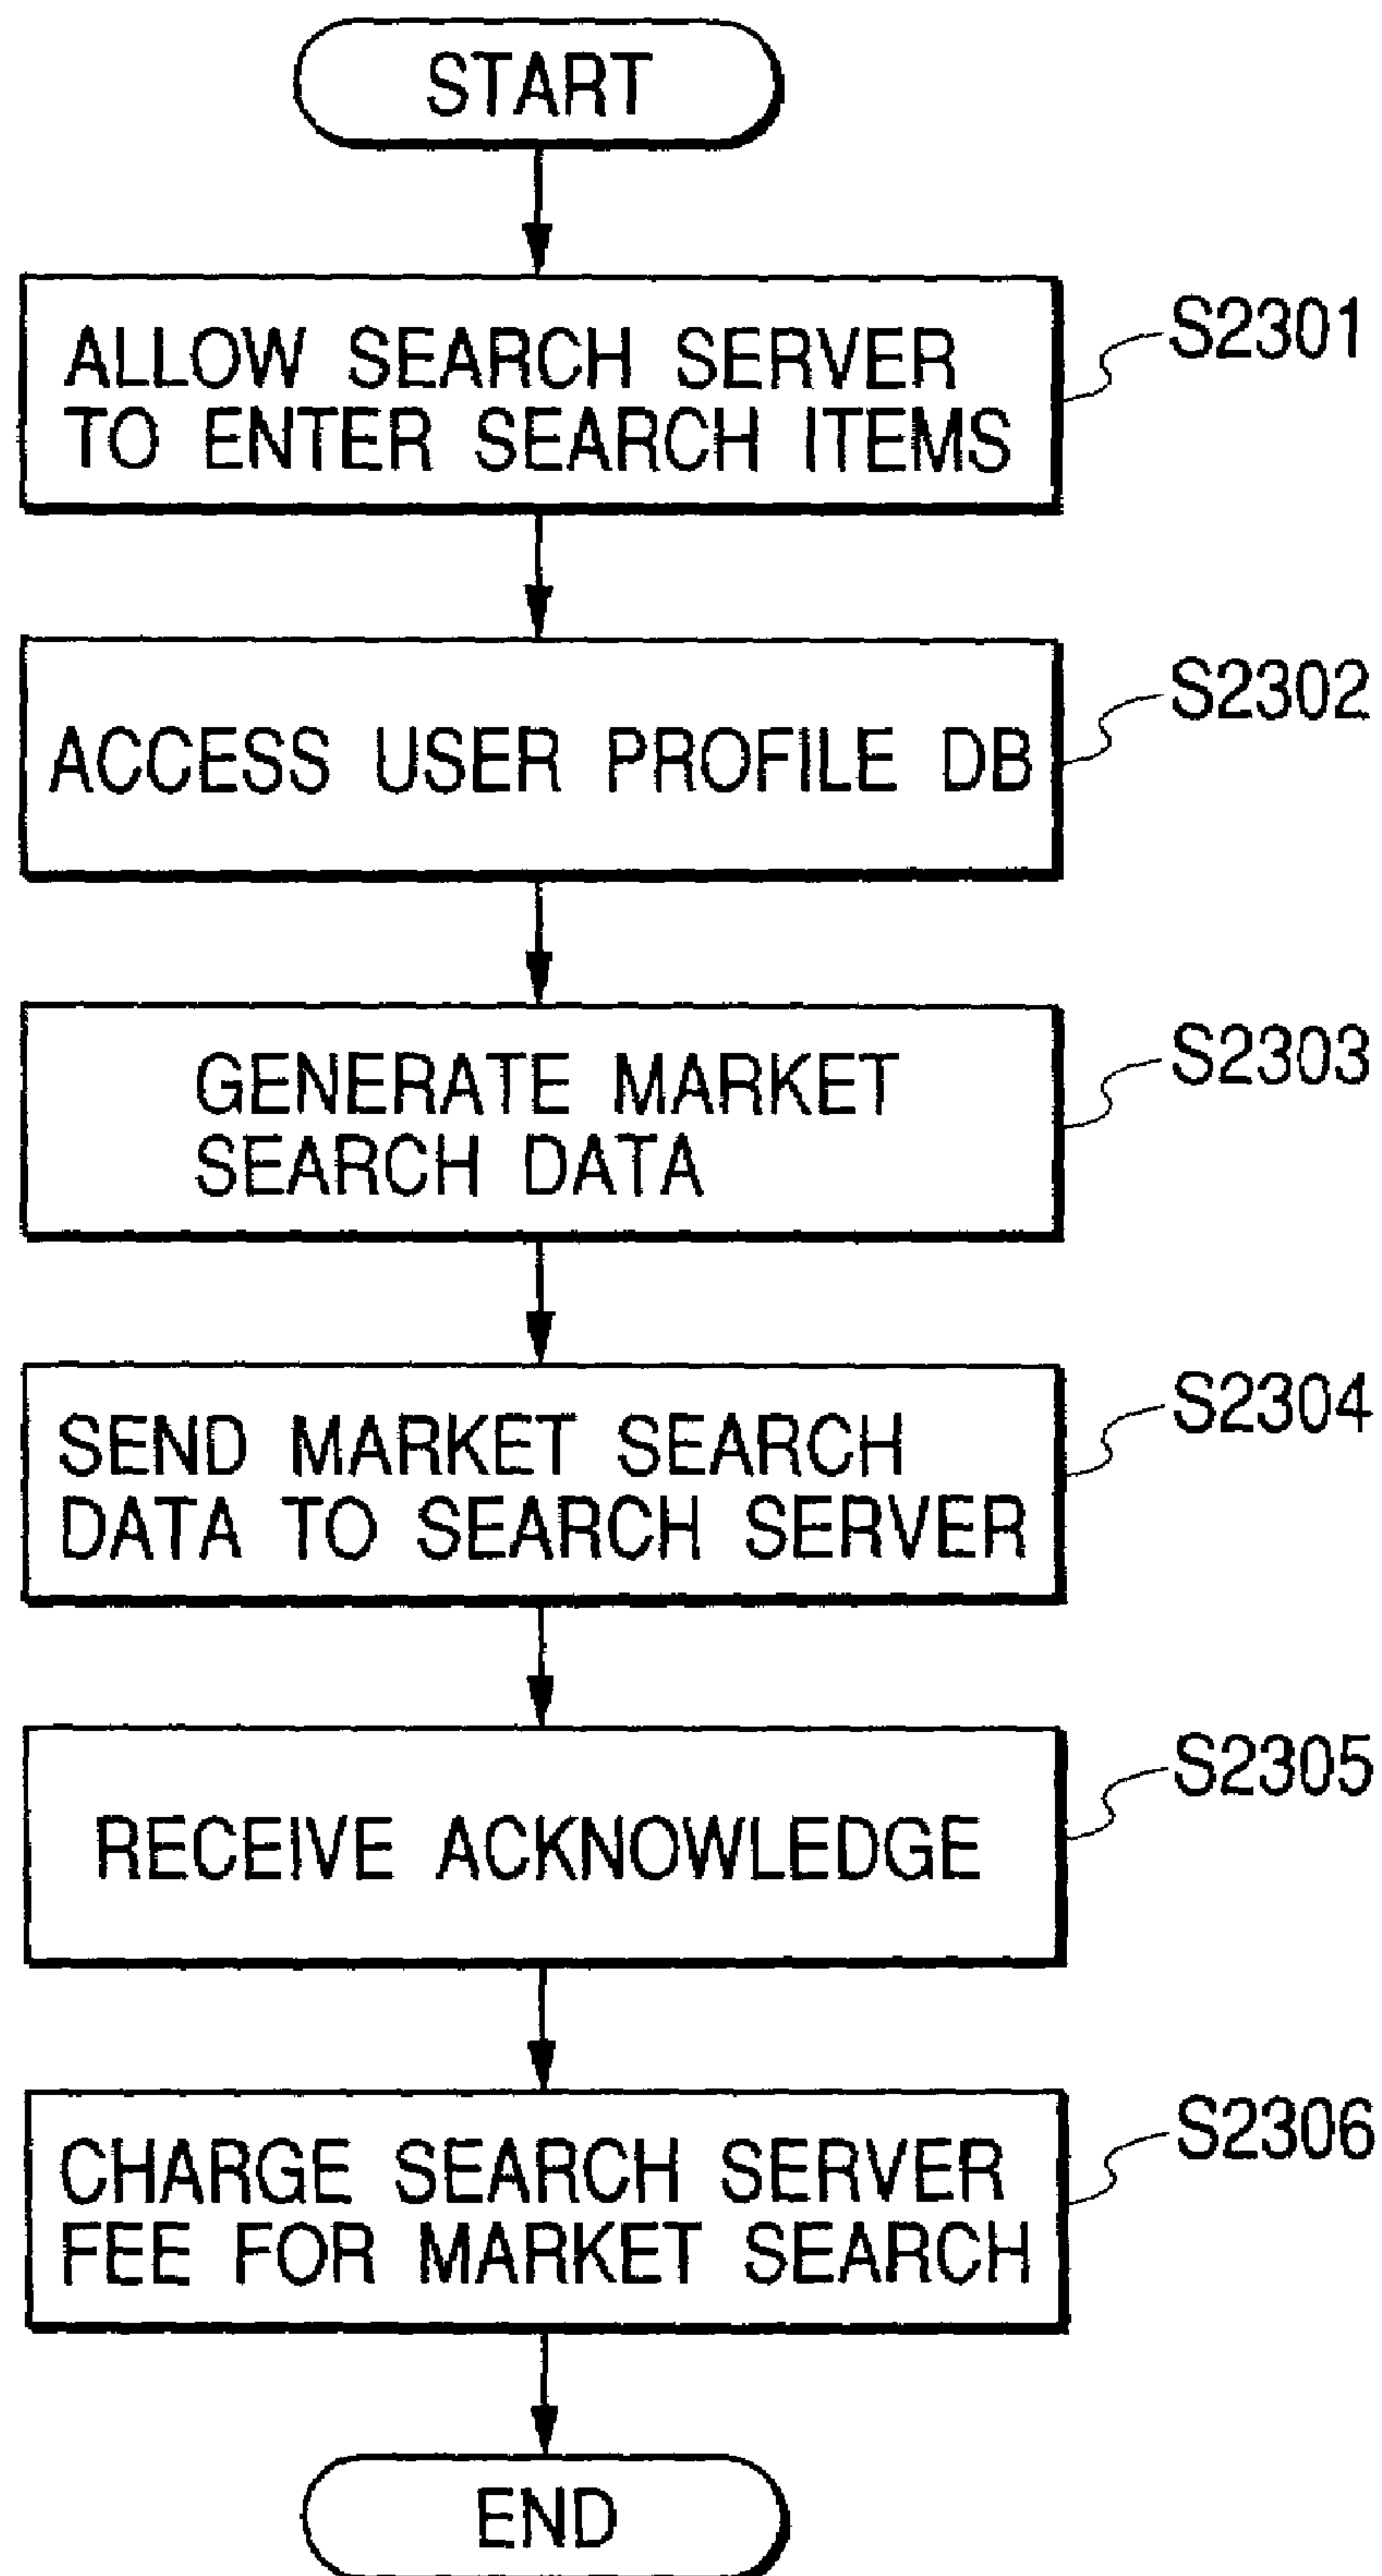 START
ALLOW SEARCH SERVER
TO ENTER SEARCH ITEMS
S2301
ACCESS USER PROFILE DB
S2302
GENERATE MARKET
SEARCH DATA
S2303
SEND MARKET SEARCH
DATA TO SEARCH SERVER
S2304
RECEIVE ACKNOWLEDGE
S2305
CHARGE SEARCH SERVER
FEE FOR MARKET SEARCH
S2306
END